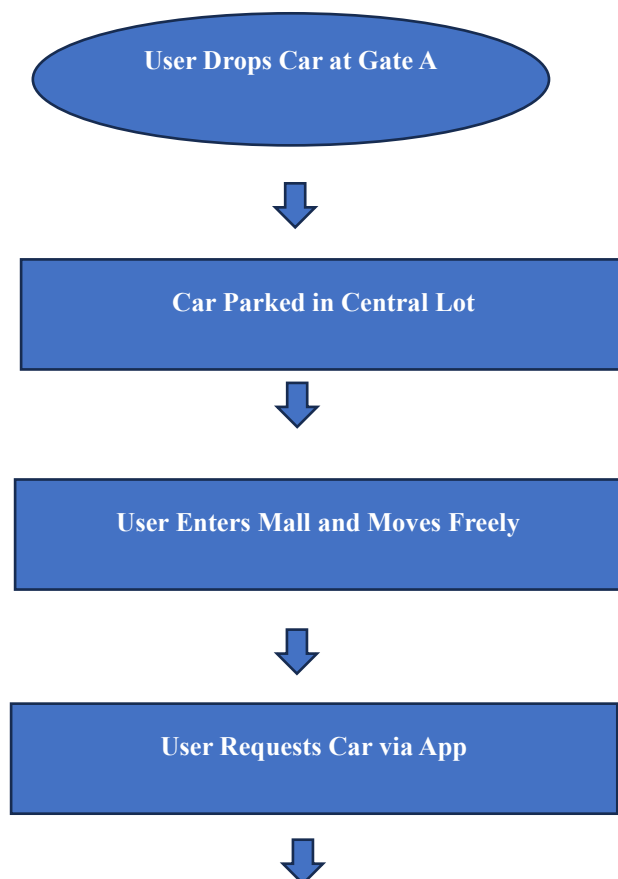 User Drops Car at Gate A
Car Parked in Central Lot
User Enters Mall and Moves Freely
User Requests Car via App